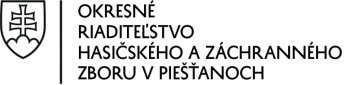 OKRESNÉ
RIADITEĽSTVO
HASIČSKÉHO A ZÁCHRANNÉHO
ZBORU V PIEŠŤANOCH